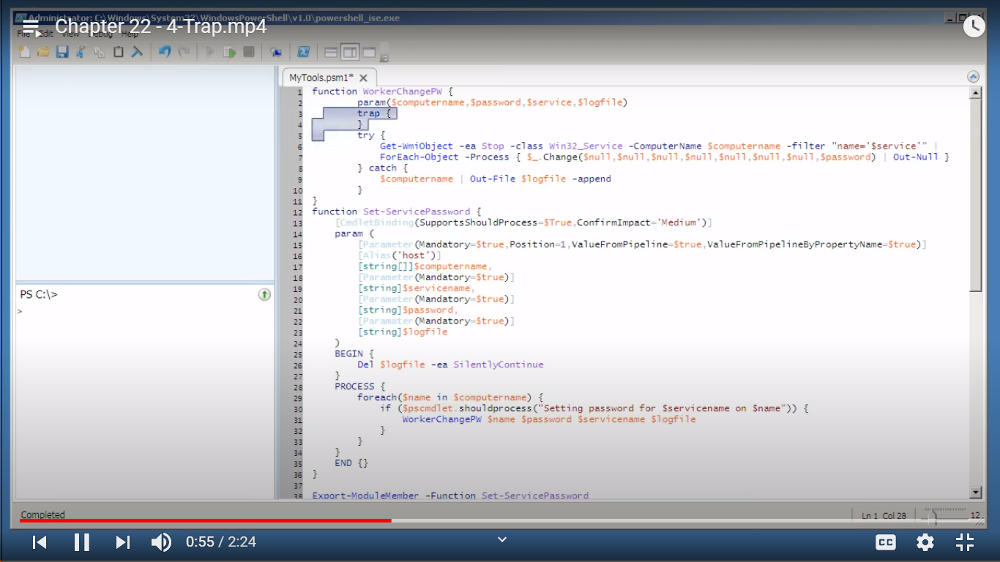 Administrator: C:\Windows\System32\WindowsPowerShell\v1.0\powershell_ise.exe
Chapter 22 - 4-Trap.mp4
File Edit View Debug Help
MyTools.psm1* ×
1 function WorkerChangePW {
2 param($computername,$password,$service,$logfile)
3 trap {
4 }
5 try {
6 Get-WmiObject -ea Stop -class Win32_Service -ComputerName $computername -filter "name='$service'" |
7 ForEach-Object -Process { $_.Change($null,$null,$null,$null,$null,$null,$null,$password) | Out-Null }
8 } catch {
9 $computername | Out-File $logfile -append
10 }
11 }
12 function Set-ServicePassword {
13 [CmdletBinding(SupportsShouldProcess=$True,ConfirmImpact='Medium')]
14 param (
15 [Parameter(Mandatory=$true,Position=1,ValueFromPipeline=$true,ValueFromPipelineByPropertyName=$true)]
16 [Alias('host')]
17 [string[]]$computername,
18 [Parameter(Mandatory=$true)]
19 [string]$servicename,
20 [Parameter(Mandatory=$true)]
21 [string]$password,
22 [Paramater(Mandatory=$true)]
23 [string]$logfile
24 )
25 BEGIN {
26 Del $logfile -ea SilentlyContinue
27 }
28 PROCESS {
29 foreach($name in $computername) {
30 if ($pscmdlet.shouldprocess("Setting password for $servicename on $name")) {
31 WorkerChangePW $name $password $servicename $logfile
32 }
33 }
34 }
35 END {}
36 }
37
38 Export-ModuleMember -Function Set-ServicePassword
PS C:\>
>
Completed
Ln 1 Col 28
12
0:55 / 2:24
CC